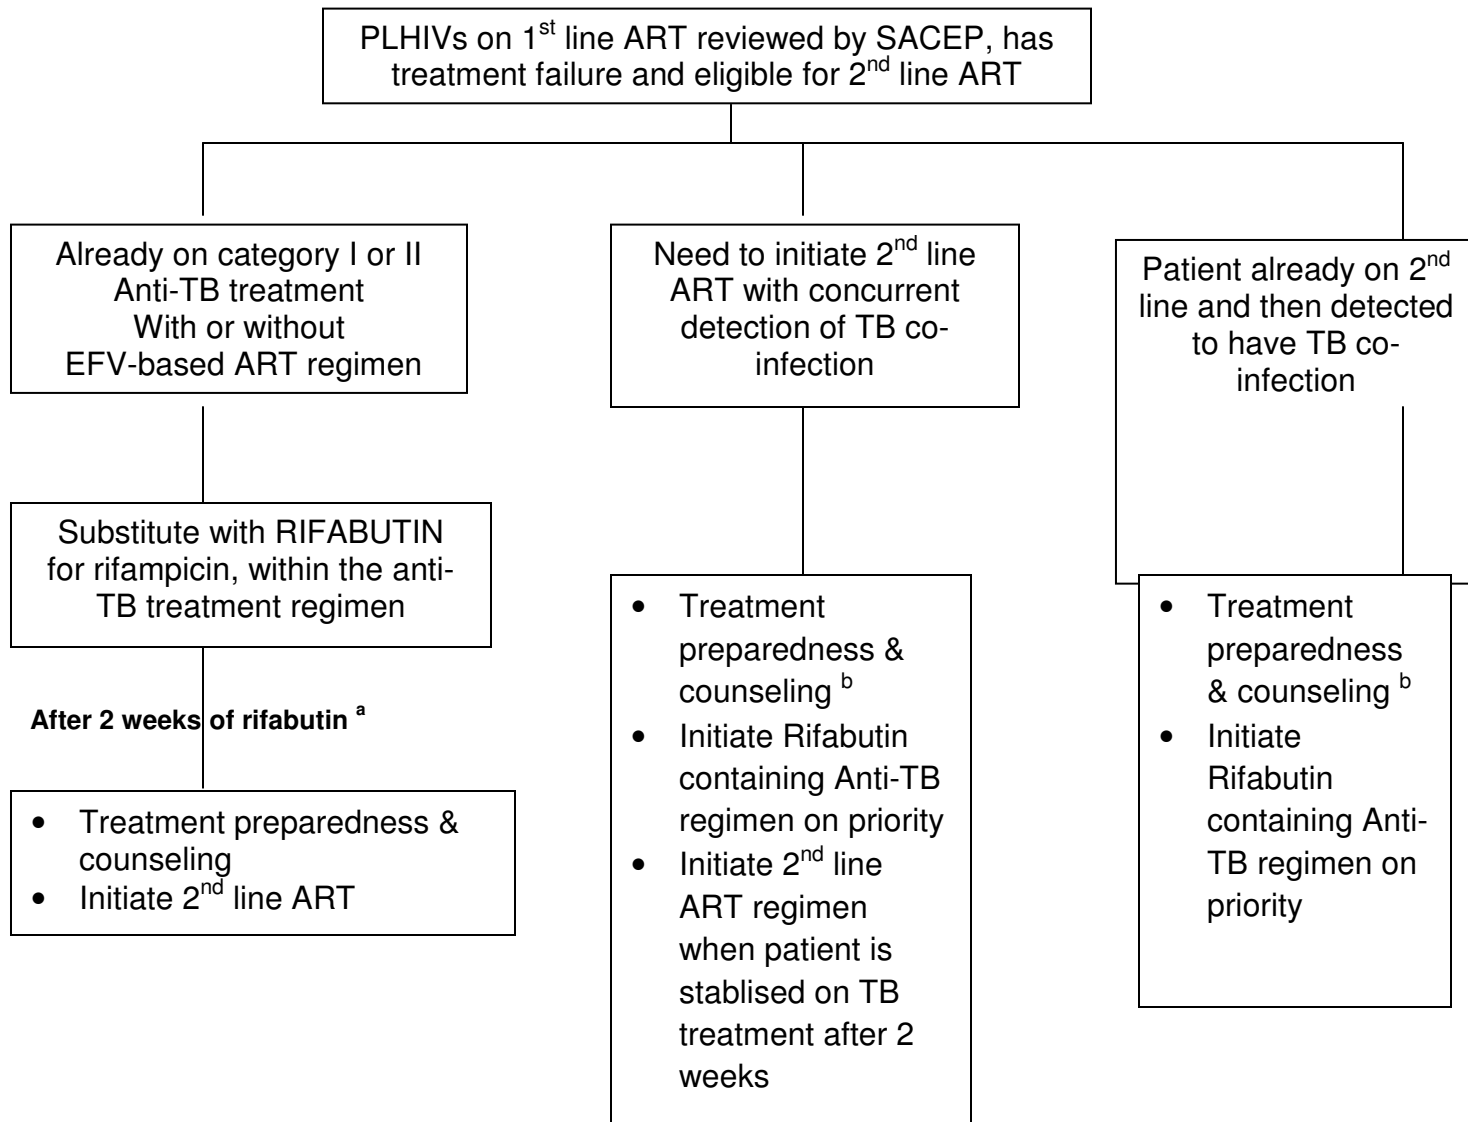 PLHIVs on 1st line ART reviewed by SACEP, has
treatment failure and eligible for 2nd line ART
Already on category I or II
Anti-TB treatment
With or without
EFV-based ART regimen
Need to initiate 2nd line
ART with concurrent
detection of TB co-
infection
Patient already on 2nd
line and then detected
to have TB co-
infection
Substitute with RIFABUTIN
for rifampicin, within the anti-
TB treatment regimen
After 2 weeks of rifabutin a
• Treatment preparedness &
counseling
• Initiate 2nd line ART
• Treatment
preparedness &
counseling b
• Initiate Rifabutin
containing Anti-TB
regimen on priority
• Initiate 2nd line
ART regimen
when patient is
stablised on TB
treatment after 2
weeks
• Treatment
preparedness
& counseling b
• Initiate
Rifabutin
containing Anti-
TB regimen on
priority